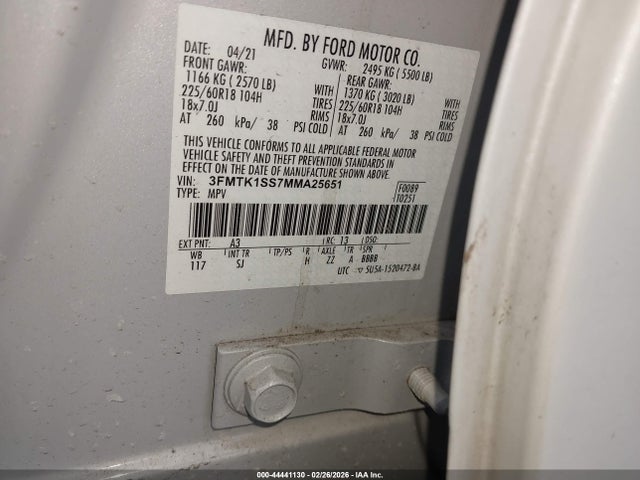 MFD. BY FORD MOTOR CO.
DATE: 04/21 GVWR: 2495 KG ( 5500 LB)
FRONT GAWR: REAR GAWR:
1166 KG ( 2570 LB) WITH 1370 KG ( 3020 LB) WITH
225/60R18 104H TIRES 225/60R18 104H TIRES
18x7.0J RIMS 18x7.0J RIMS
AT 260 kPa/ 38 PSI COLD AT 260 kPa/ 38 PSI COLD
THIS VEHICLE CONFORMS TO ALL APPLICABLE FEDERAL MOTOR
VEHICLE SAFETY AND THEFT PREVENTION STANDARDS IN
EFFECT ON THE DATE OF MANUFACTURE SHOWN ABOVE.
VIN: 3FMTK1SS7MMA25651 F0089
TYPE: MPV T0251
EXT PNT: A3 RC: 13 DSO:
WB INT TR TP/PS R AXLE TR SPR
117 SJ H ZZ A BBBB
UTC ▽ 5U5A-1520472-BA
000-44441130 - 02/26/2026 - IAA Inc.